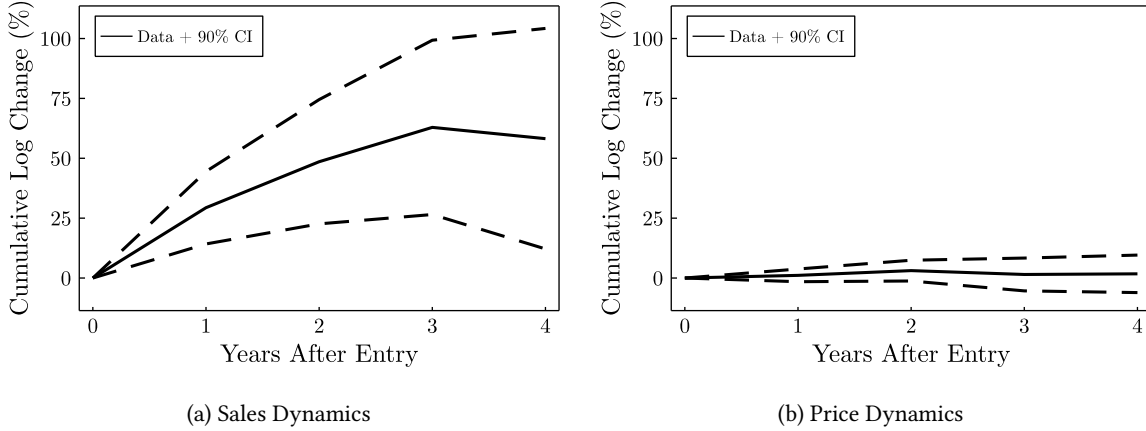 Cumulative Log Change (%)
100
75
50
25
0
Data + 90% CI
0 1 2 3 4
Years After Entry
(a) Sales Dynamics
Cumulative Log Change (%)
100
75
50
25
0
Data + 90% CI
0 1 2 3 4
Years After Entry
(b) Price Dynamics